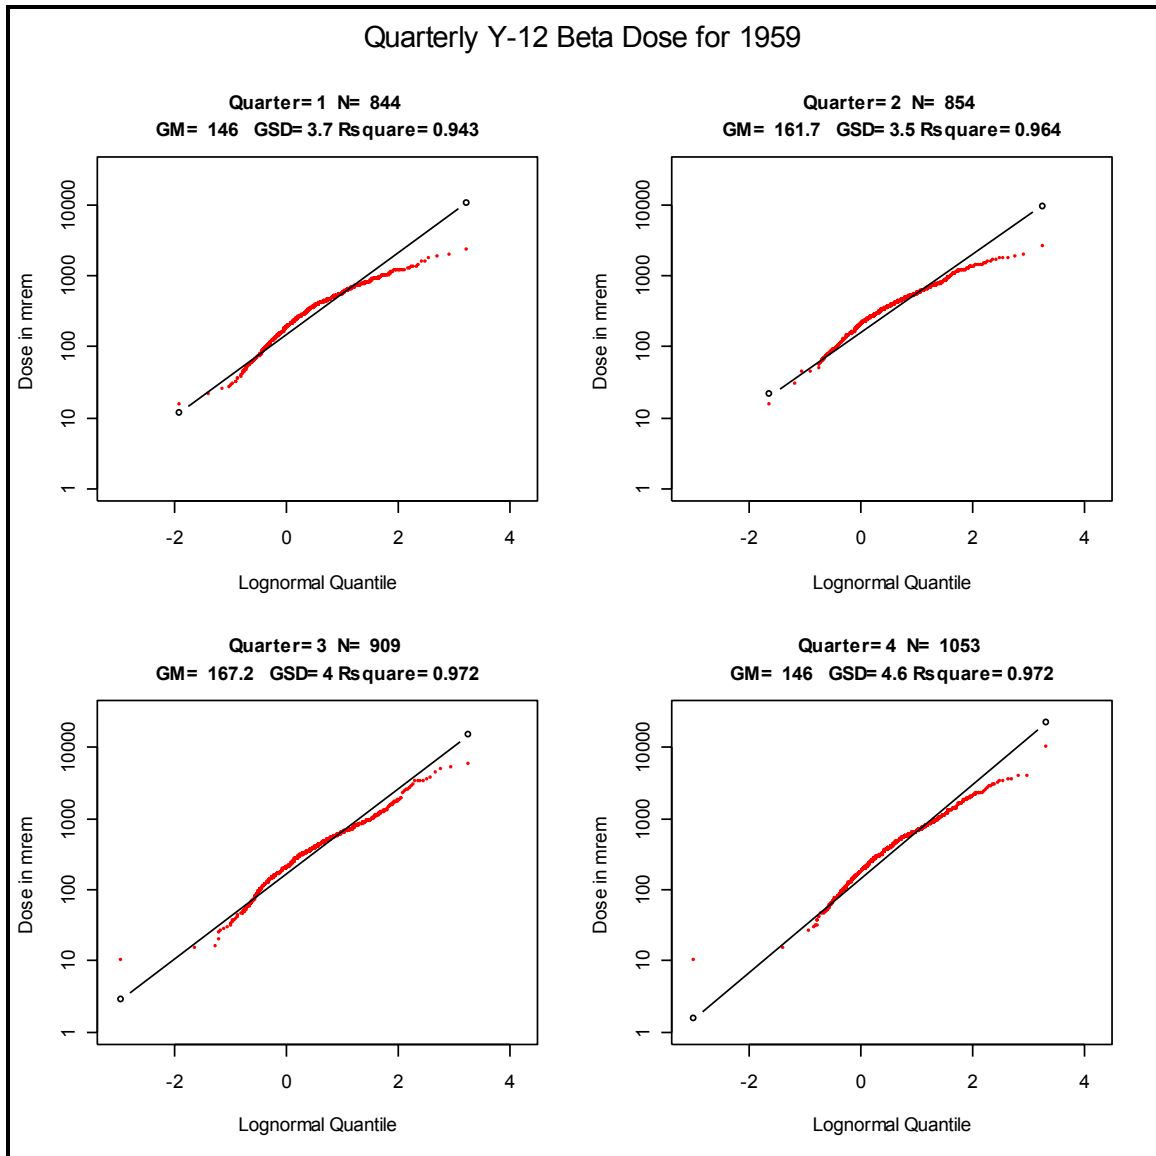 Quarterly Y-12 Beta Dose for 1959
Quarter= 1 N= 844
GM= 146 GSD= 3.7 Rsquare= 0.943
10000
1000
100
10
1
Dose in mrem
-2 0 2 4
Lognormal Quantile
Quarter= 2 N= 854
GM= 161.7 GSD= 3.5 Rsquare= 0.964
10000
1000
100
10
1
Dose in mrem
-2 0 2 4
Lognormal Quantile
Quarter= 3 N= 909
GM= 167.2 GSD= 4 Rsquare= 0.972
10000
1000
100
10
1
Dose in mrem
-2 0 2 4
Lognormal Quantile
Quarter= 4 N= 1053
GM= 146 GSD= 4.6 Rsquare= 0.972
10000
1000
100
10
1
Dose in mrem
-2 0 2 4
Lognormal Quantile